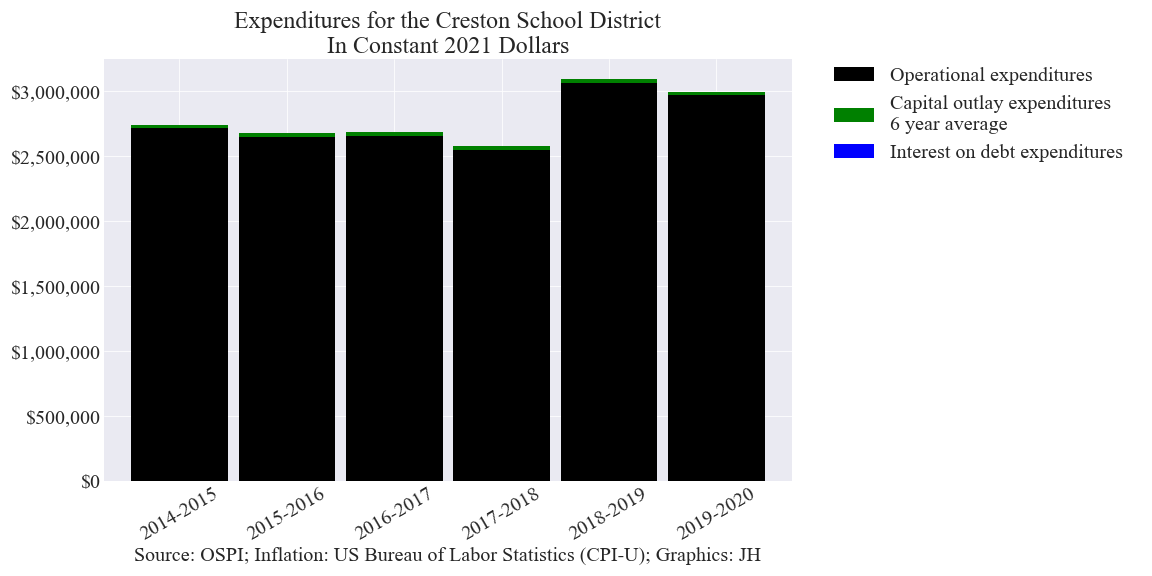 Expenditures for the Creston School District
In Constant 2021 Dollars
$3,000,000
$2,500,000
$2,000,000
$1,500,000
$1,000,000
$500,000
$0
2014-2015
2015-2016
2016-2017
2017-2018
2018-2019
2019-2020
Source: OSPI; Inflation: US Bureau of Labor Statistics (CPI-U); Graphics: JH
Operational expenditures
Capital outlay expenditures
6 year average
Interest on debt expenditures